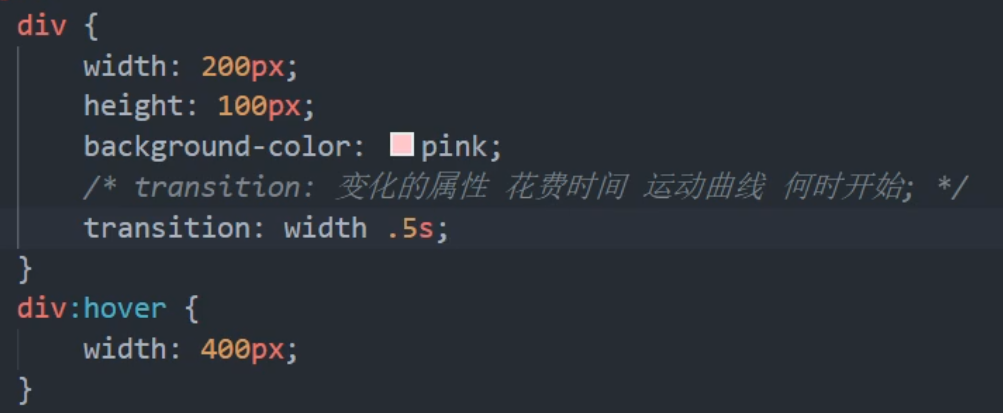 div {
width: 200px;
height: 100px;
background-color: pink;
/* transition: 变化的属性 花费时间 运动曲线 何时开始; */
transition: width .5s;
}
div:hover {
width: 400px;
}